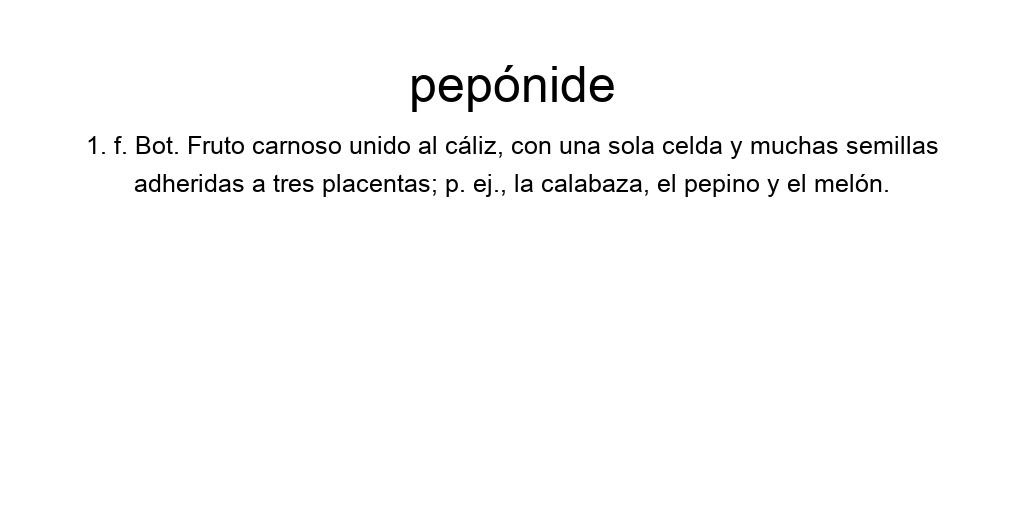 pepónide
1. f. Bot. Fruto carnoso unido al cáliz, con una sola celda y muchas semillas
adheridas a tres placentas; p. ej., la calabaza, el pepino y el melón.